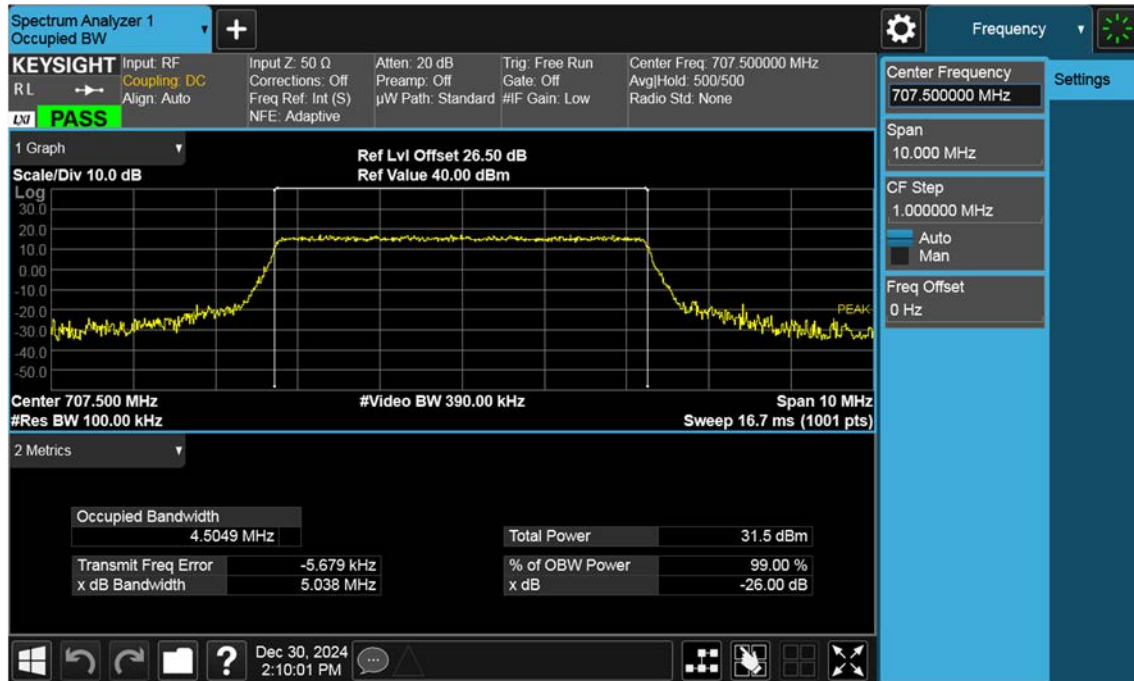 Spectrum Analyzer 1
Occupied BW
+
Frequency
KEYSIGHT
R L
LXI PASS
Input: RF
Coupling: DC
Align: Auto
Input Z: 50 Ω
Corrections: Off
Freq Ref: Int (S)
NFE: Adaptive
Atten: 20 dB
Preamp: Off
µW Path: Standard
Trig: Free Run
Gate: Off
#IF Gain: Low
Center Freq: 707.500000 MHz
Avg|Hold: 500/500
Radio Std: None
Center Frequency
707.500000 MHz
Settings
Span
10.000 MHz
CF Step
1.000000 MHz
Auto
Man
Freq Offset
0 Hz
1 Graph
Scale/Div 10.0 dB
Ref Lvl Offset 26.50 dB
Ref Value 40.00 dBm
Log
30.0
20.0
10.0
0.00
-10.0
-20.0
-30.0
-40.0
-50.0
PEAK
Center 707.500 MHz
#Video BW 390.00 kHz
Span 10 MHz
#Res BW 100.00 kHz
Sweep 16.7 ms (1001 pts)
2 Metrics
Occupied Bandwidth
4.5049 MHz
Total Power 31.5 dBm
Transmit Freq Error -5.679 kHz
% of OBW Power 99.00 %
x dB Bandwidth 5.038 MHz
x dB -26.00 dB
?
Dec 30, 2024
2:10:01 PM